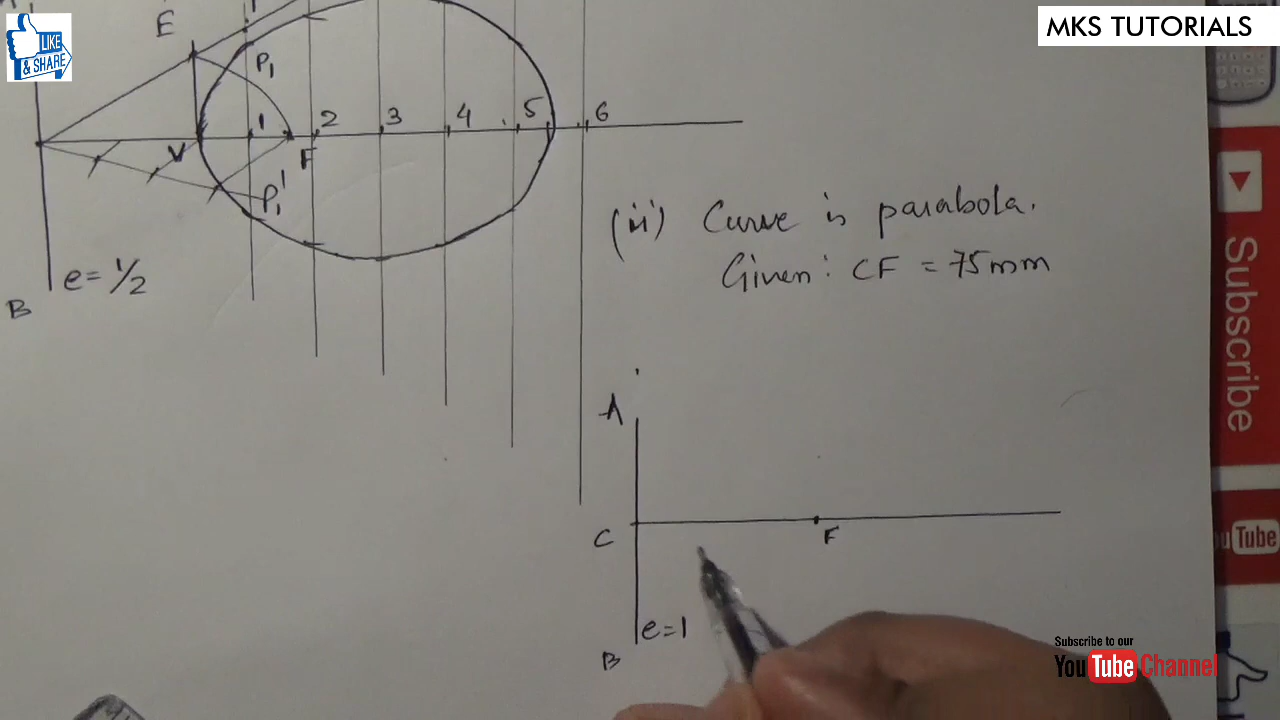 LIKE
& SHARE
MKS TUTORIALS
E
P₁
V
1
F
2
3
4
5
6
P₁'
B
e=1/2
(ii) Curve is parabola.
Given: CF = 75mm
A
C
F
B
e=1
Subscribe
uTube
Subscribe to our
YouTube Channel